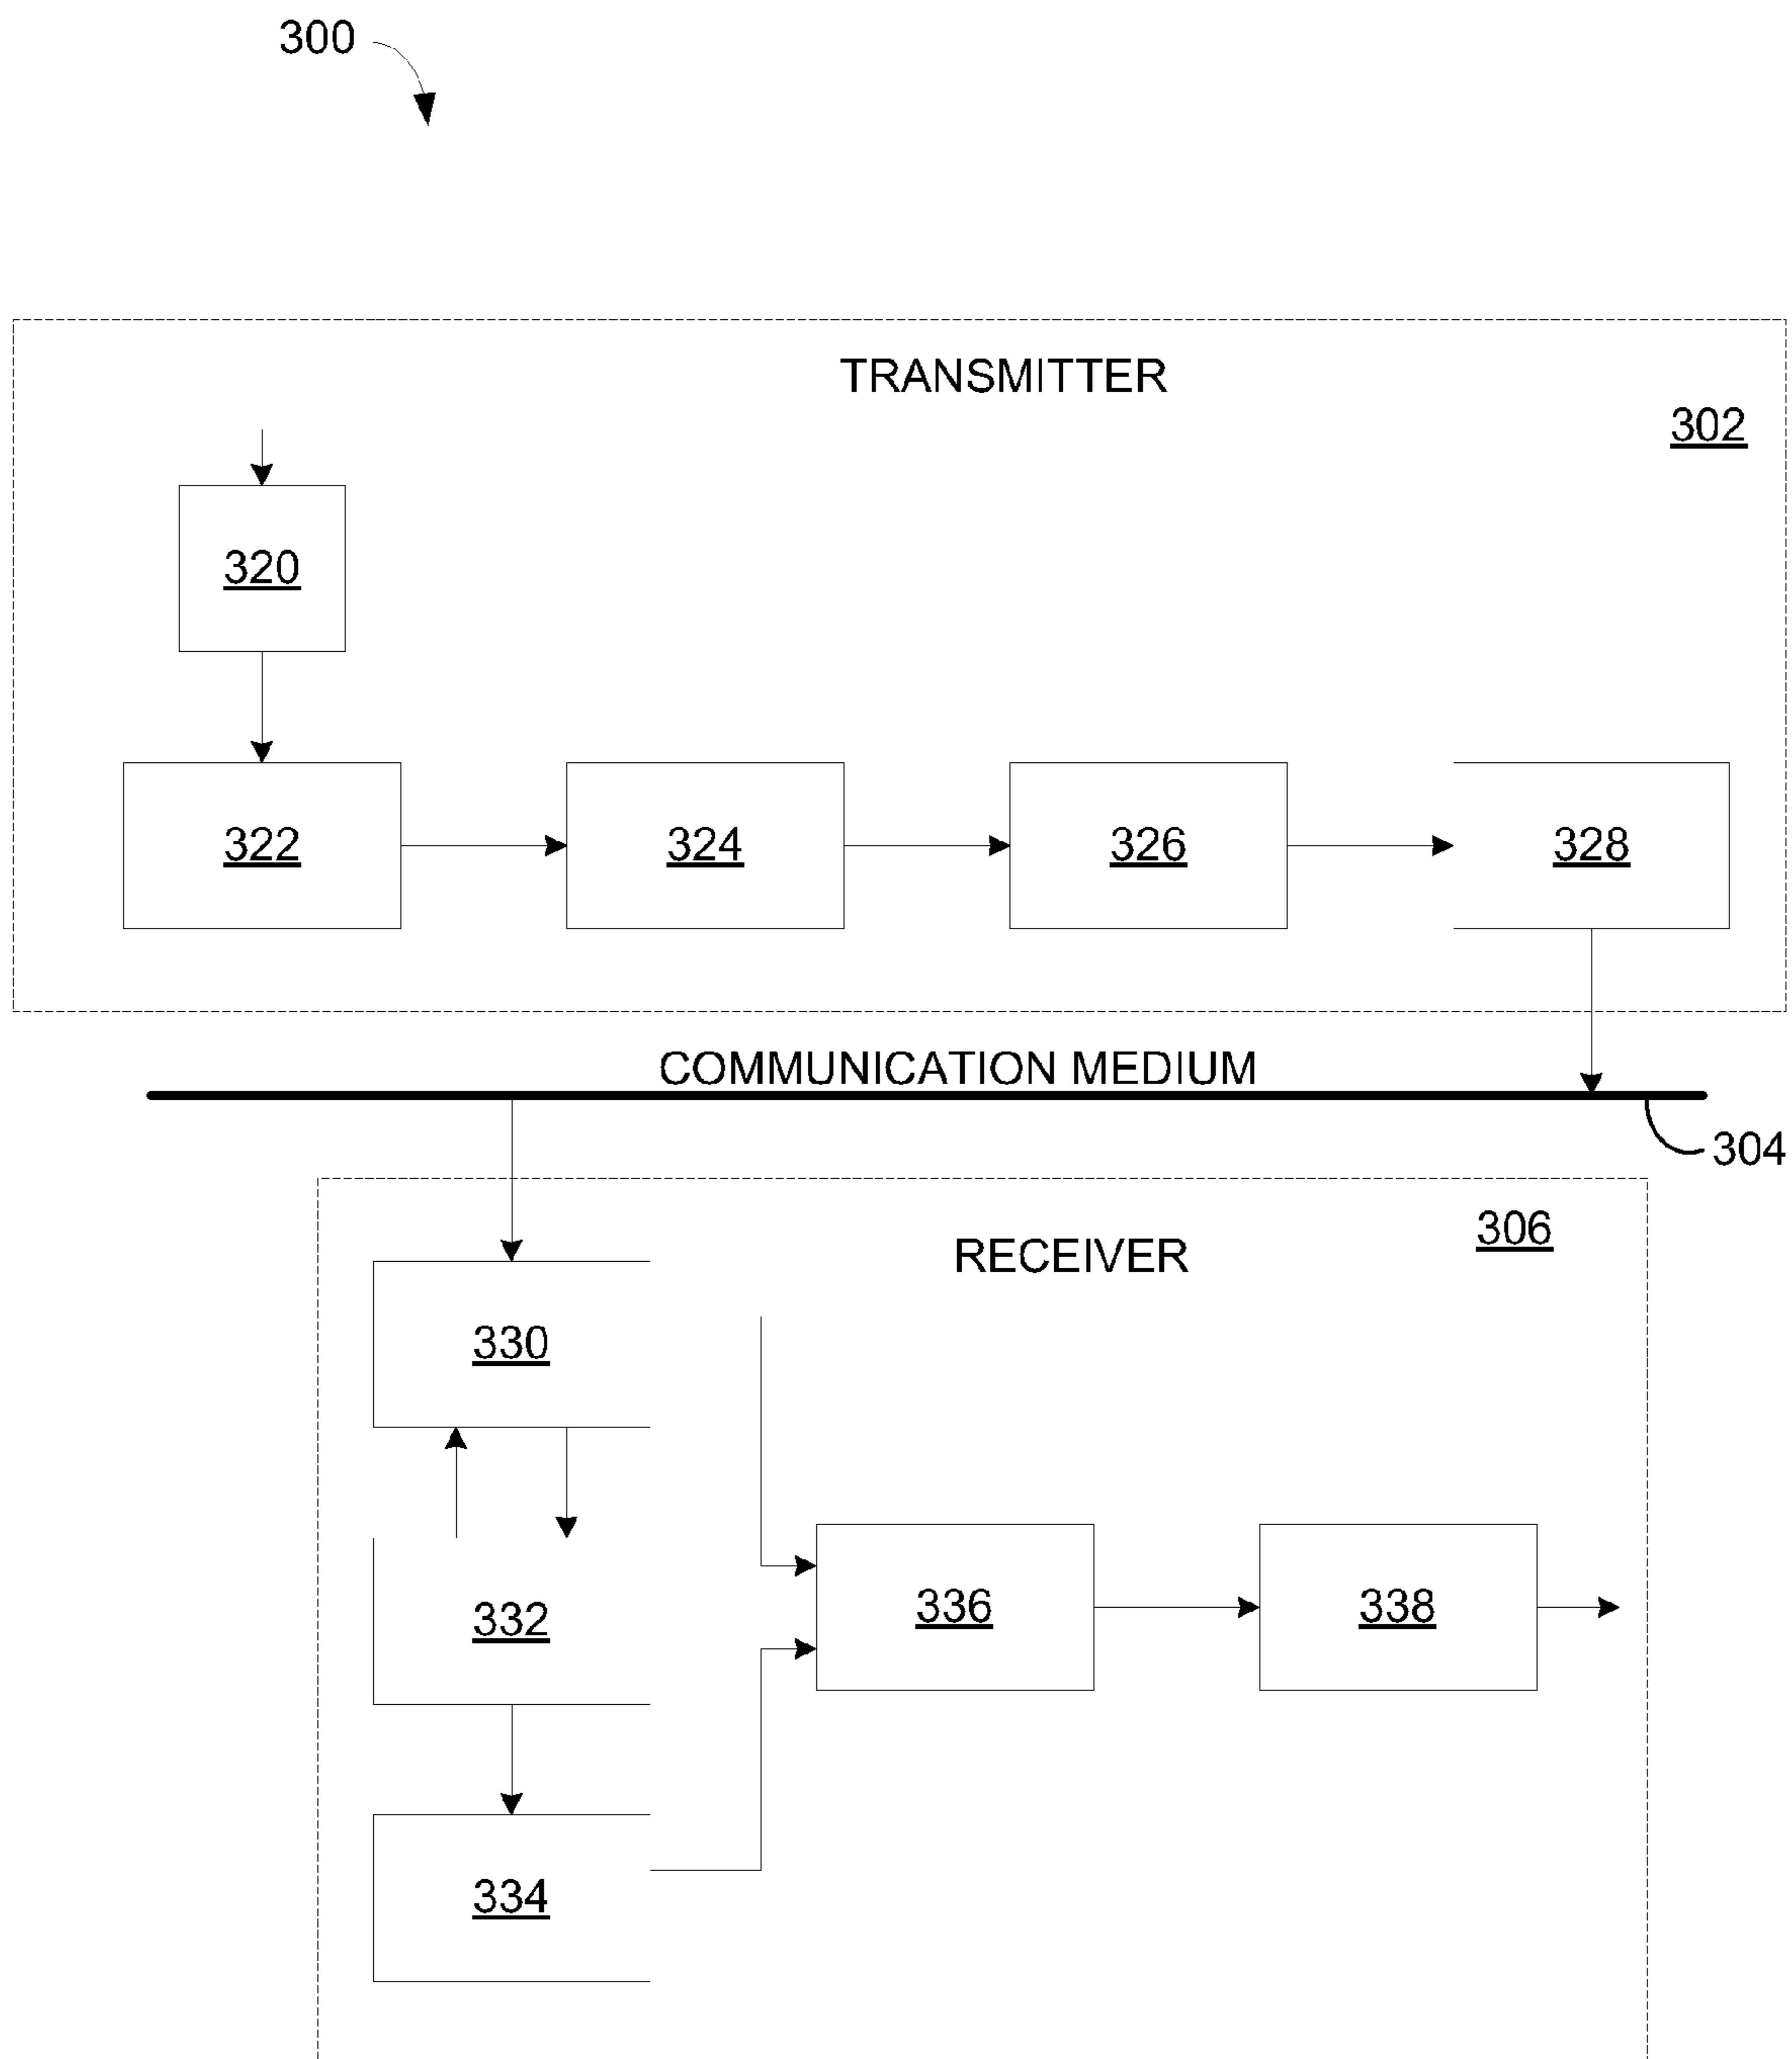 300
TRANSMITTER
302
320
322 324 326 328
COMMUNICATION MEDIUM
304
306
RECEIVER
330
332
336 338
334